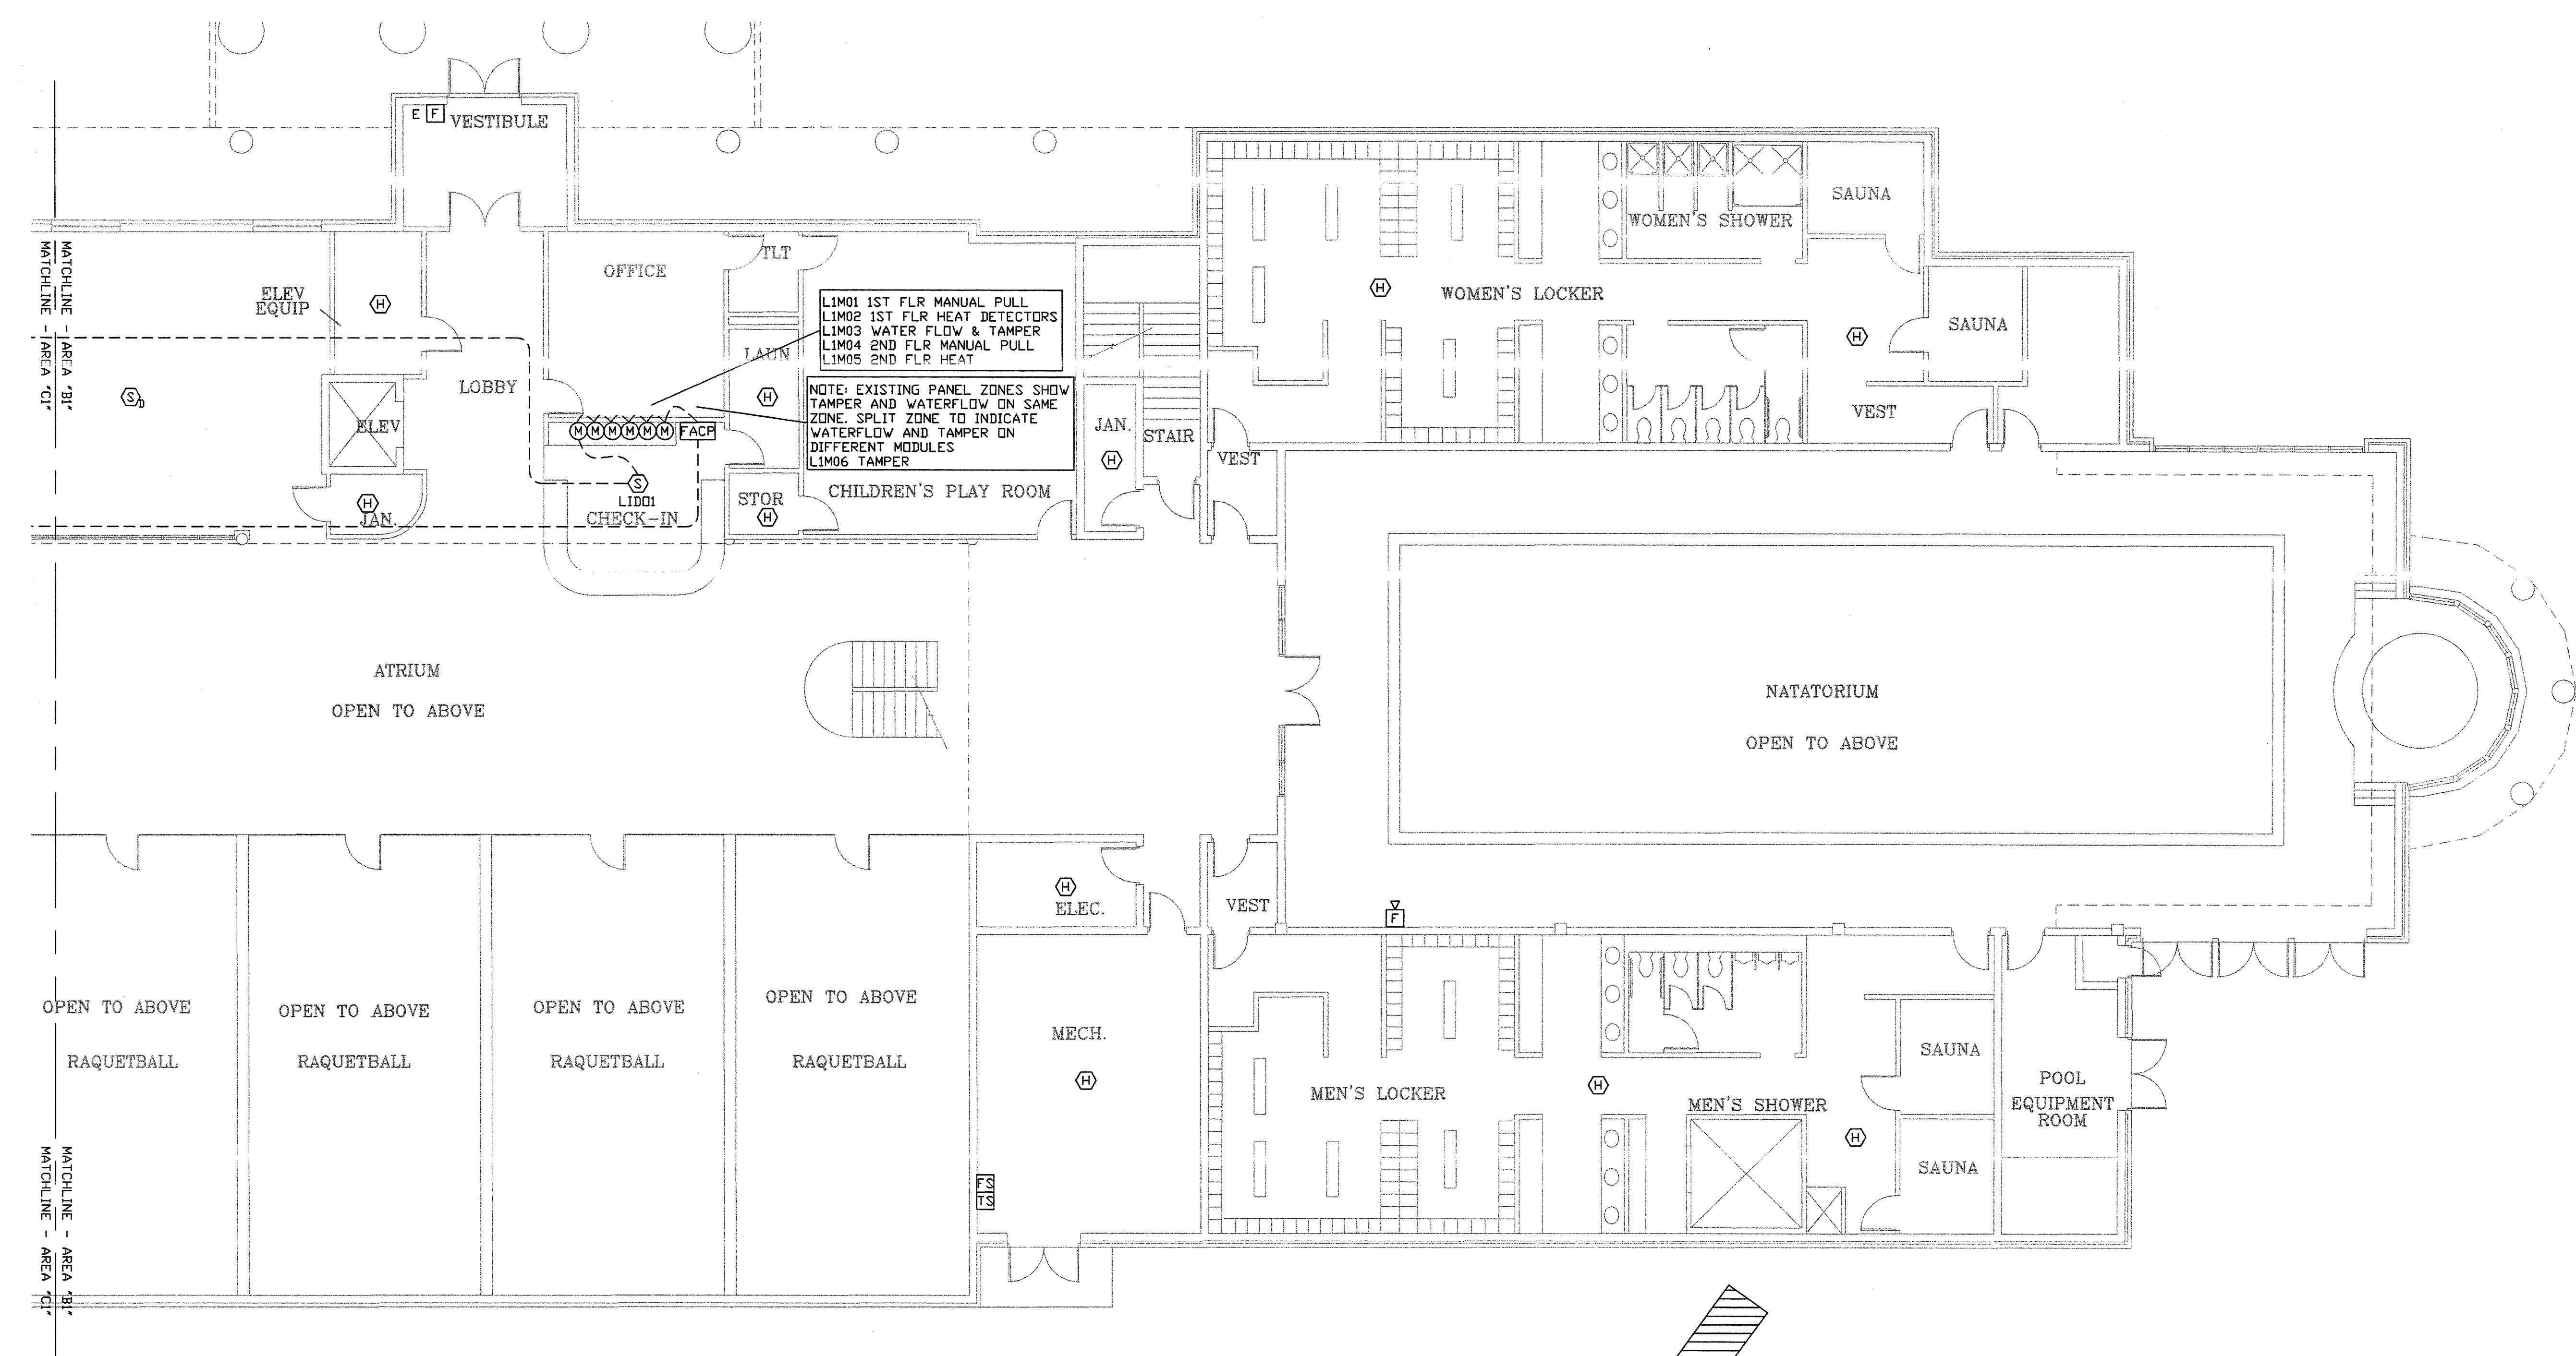 E F VESTIBULE
SAUNA
WOMEN'S SHOWER
MATCHLINE - AREA "B1"
MATCHLINE - AREA "C1"
TLT
OFFICE
ELEV
EQUIP
H
H
WOMEN'S LOCKER
L1M01 1ST FLR MANUAL PULL
L1M02 1ST FLR HEAT DETECTORS
L1M03 WATER FLOW & TAMPER
L1M04 2ND FLR MANUAL PULL
L1M05 2ND FLR HEAT
SAUNA
H
LAUN
LOBBY
S D
H
NOTE: EXISTING PANEL ZONES SHOW
TAMPER AND WATERFLOW ON SAME
ZONE. SPLIT ZONE TO INDICATE
WATERFLOW AND TAMPER ON
DIFFERENT MODULES
L1M06 TAMPER
VEST
ELEV
M M M M M M FACP
JAN.
STAIR
H
VEST
S
L1D01
CHECK-IN
STOR
H
CHILDREN'S PLAY ROOM
H
JAN.
ATRIUM
OPEN TO ABOVE
NATATORIUM
OPEN TO ABOVE
H
ELEC.
VEST
F
OPEN TO ABOVE
RAQUETBALL
OPEN TO ABOVE
RAQUETBALL
OPEN TO ABOVE
RAQUETBALL
OPEN TO ABOVE
RAQUETBALL
MECH.
H
MEN'S LOCKER
H
MEN'S SHOWER
H
SAUNA
POOL
EQUIPMENT
ROOM
SAUNA
FS
TS
MATCHLINE - AREA "B1"
MATCHLINE - AREA "C1"